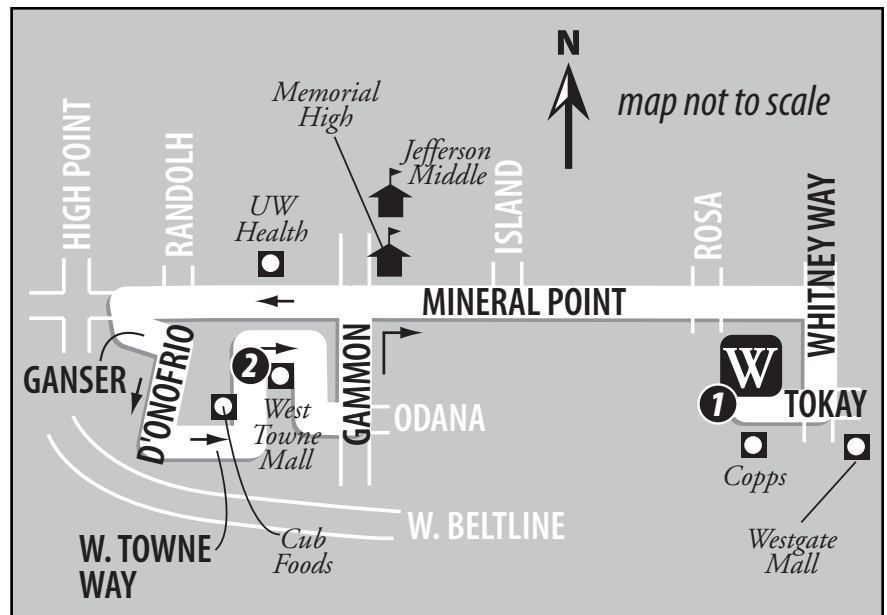 N
map not to scale
Memorial
High
Jefferson
Middle
HIGH POINT
RANDOLH
UW
Health
ISLAND
ROSA
WHITNEY WAY
MINERAL POINT
GANSER
D'ONOFRIO
2
West
Towne
Mall
GAMMON
ODANA
W
1
TOKAY
Copps
Westgate
Mall
W. BELTLINE
W. TOWNE
WAY
Cub
Foods